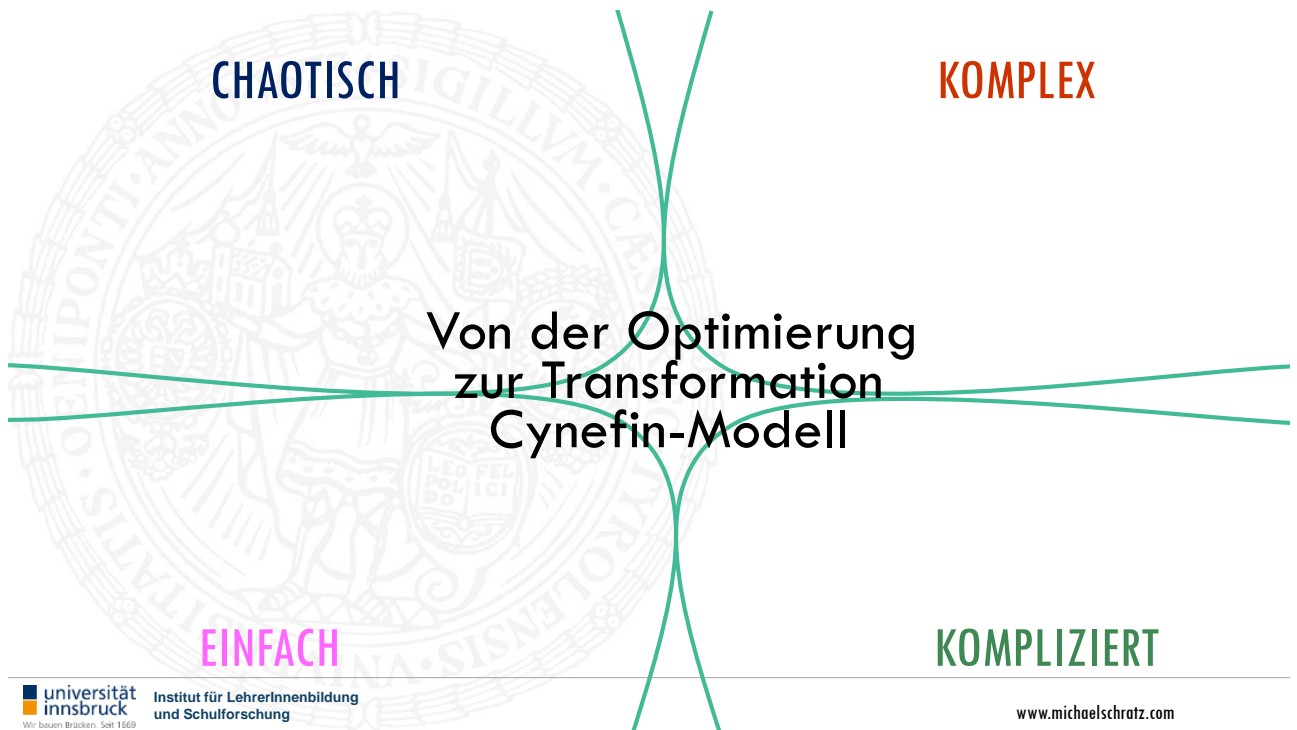 CHAOTISCH
KOMPLEX
Von der Optimierung
zur Transformation
Cynefin-Modell
EINFACH
KOMPLIZIERT
universität
innsbruck
Wir bauen Brücken. Seit 1669
Institut für LehrerInnenbildung
und Schulforschung
www.michaelschratz.com